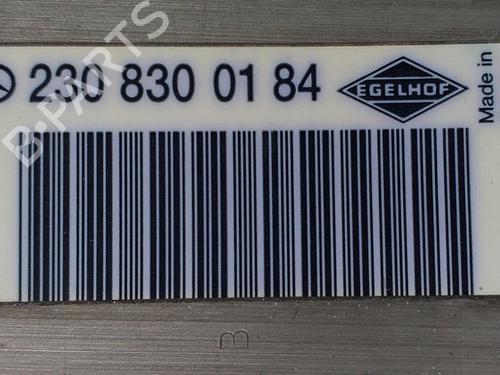 230 830 01 84
EGELHOF
Made in
B-PARTS
B